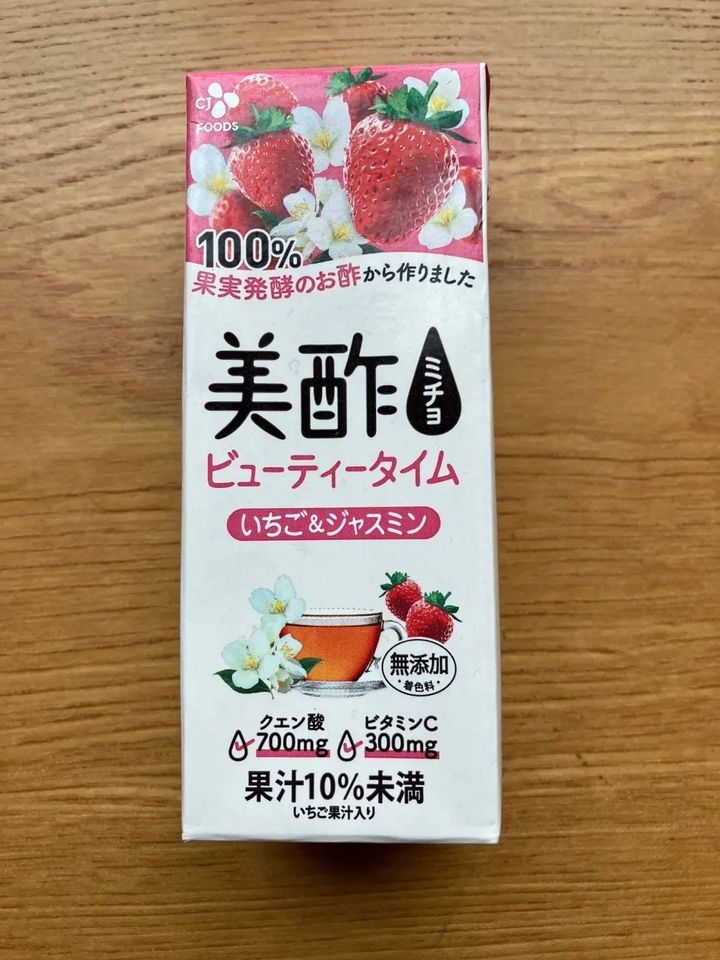 CJ
FOODS
100%
果実発酵のお酢から作りました
美酢
ミチョ
ビューティータイム
いちご&ジャスミン
無添加
・着色料・
クエン酸
700mg
ビタミンC
300mg
果汁10%未満
いちご果汁入り